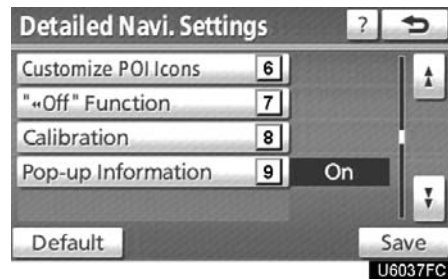 Detailed Navi. Settings ?
Customize POI Icons 6
"◂◂Off" Function 7
Calibration 8
Pop-up Information 9 On
Default Save
U6037FC